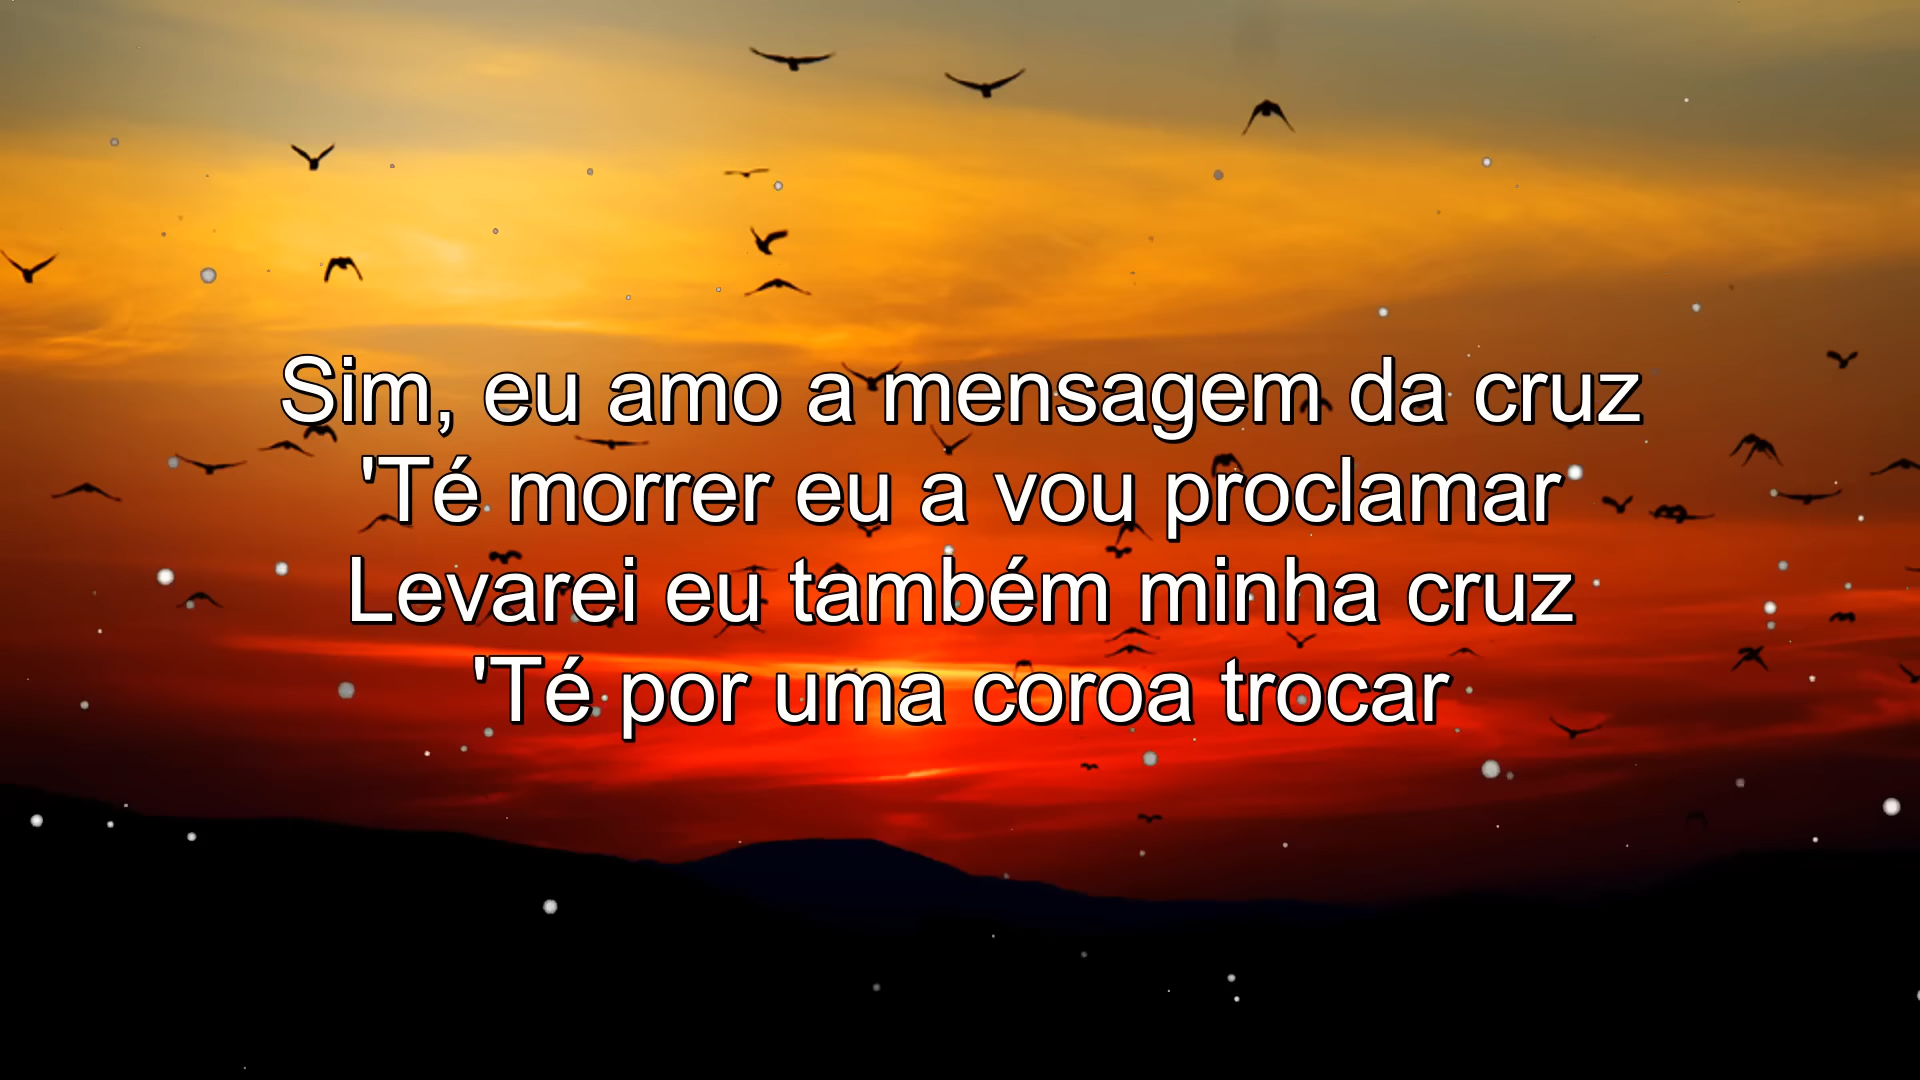 Sim, eu amo a mensagem da cruz
'Té morrer eu a vou proclamar
Levarei eu também minha cruz
'Té por uma coroa trocar